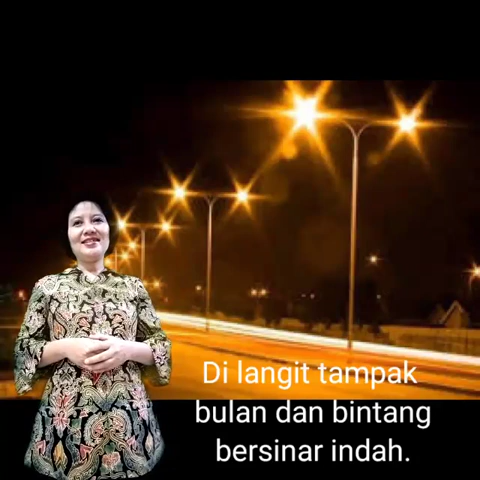 Di langit tampak
bulan dan bintang
bersinar indah.